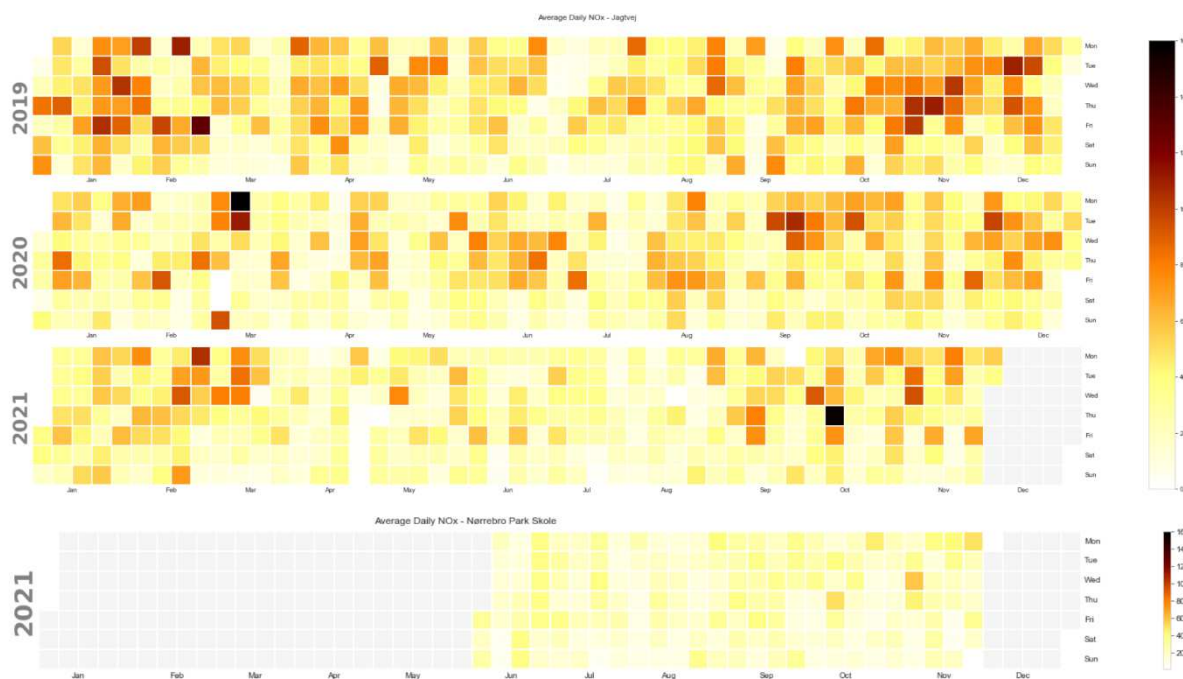 Average Daily NOx - Jagtvej
2019
Mon
Tue
Wed
Thu
Fri
Sat
Sun
Jan Feb Mar Apr May Jun Jul Aug Sep Oct Nov Dec
2020
Mon
Tue
Wed
Thu
Fri
Sat
Sun
Jan Feb Mar Apr May Jun Jul Aug Sep Oct Nov Dec
2021
Mon
Tue
Wed
Thu
Fri
Sat
Sun
Jan Feb Mar Apr May Jun Jul Aug Sep Oct Nov Dec
Average Daily NOx - Nørrebro Park Skole
2021
Mon
Tue
Wed
Thu
Fri
Sat
Sun
Jan Feb Mar Apr May Jun Jul Aug Sep Oct Nov Dec
80
60
40
20